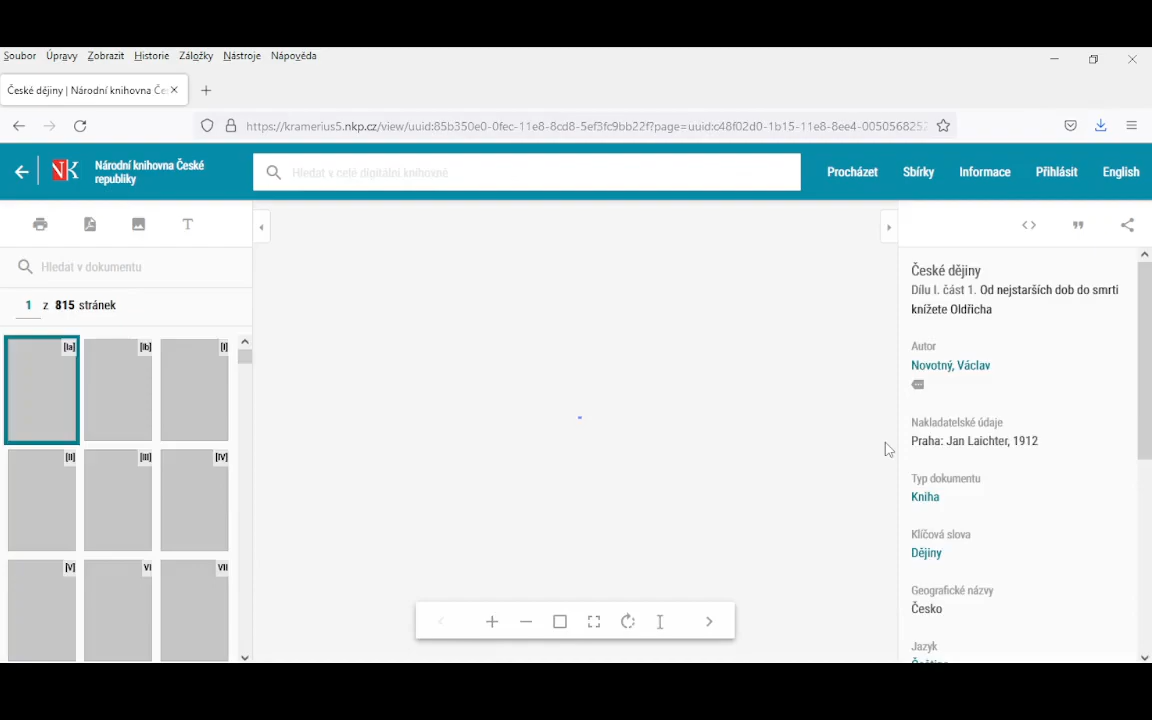 Soubor Úpravy Zobrazit Historie Záložky Nástroje Nápověda
České dějiny | Národní knihovna Če
https://kramerius5.nkp.cz/view/uuid:85b350e0-0fec-11e8-8cd8-5ef3fc9bb22f?page=uuid:c48f02d0-1b15-11e8-8ee4-0050568252
NK Národní knihovna České
republiky
Hledat v celé digitální knihovně
Procházet Sbírky Informace Přihlásit English
T
Hledat v dokumentu
1 z 815 stránek
[Ia] [Ib] [I]
[II] [III] [IV]
[V] VI VII
České dějiny
Dílu I. část 1. Od nejstarších dob do smrti
knížete Oldřicha
Autor
Novotný, Václav
Nakladatelské údaje
Praha: Jan Laichter, 1912
Typ dokumentu
Kniha
Klíčová slova
Dějiny
Geografické názvy
Česko
Jazyk